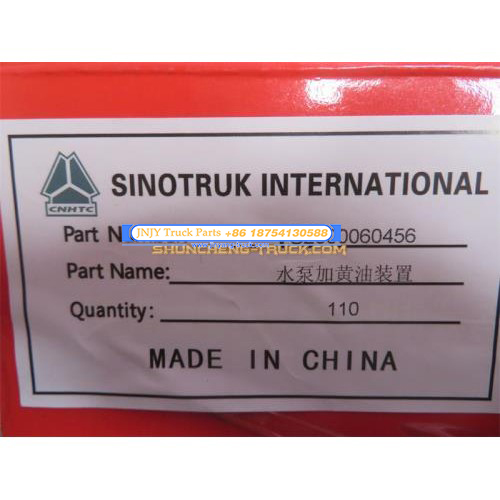 CNHTC
SINOTRUK INTERNATIONAL
Part N 0060456
JNJY Truck Parts +86 18754130588
SHUNCHENG-TRUCK.COM
Part Name: 水泵加黄油装置
Quantity: 110
MADE IN CHINA